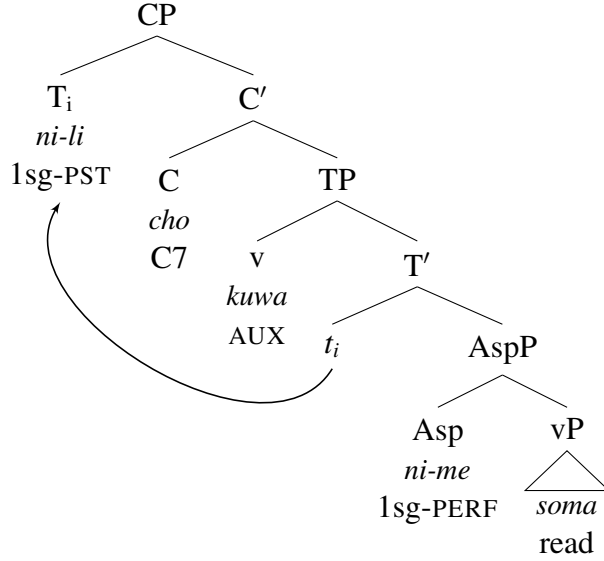 CP
Tᵢ
ni-li
1sg-PST
C′
C
cho
C7
TP
v
kuwa
AUX
T′
tᵢ
AspP
Asp
ni-me
1sg-PERF
vP
soma
read